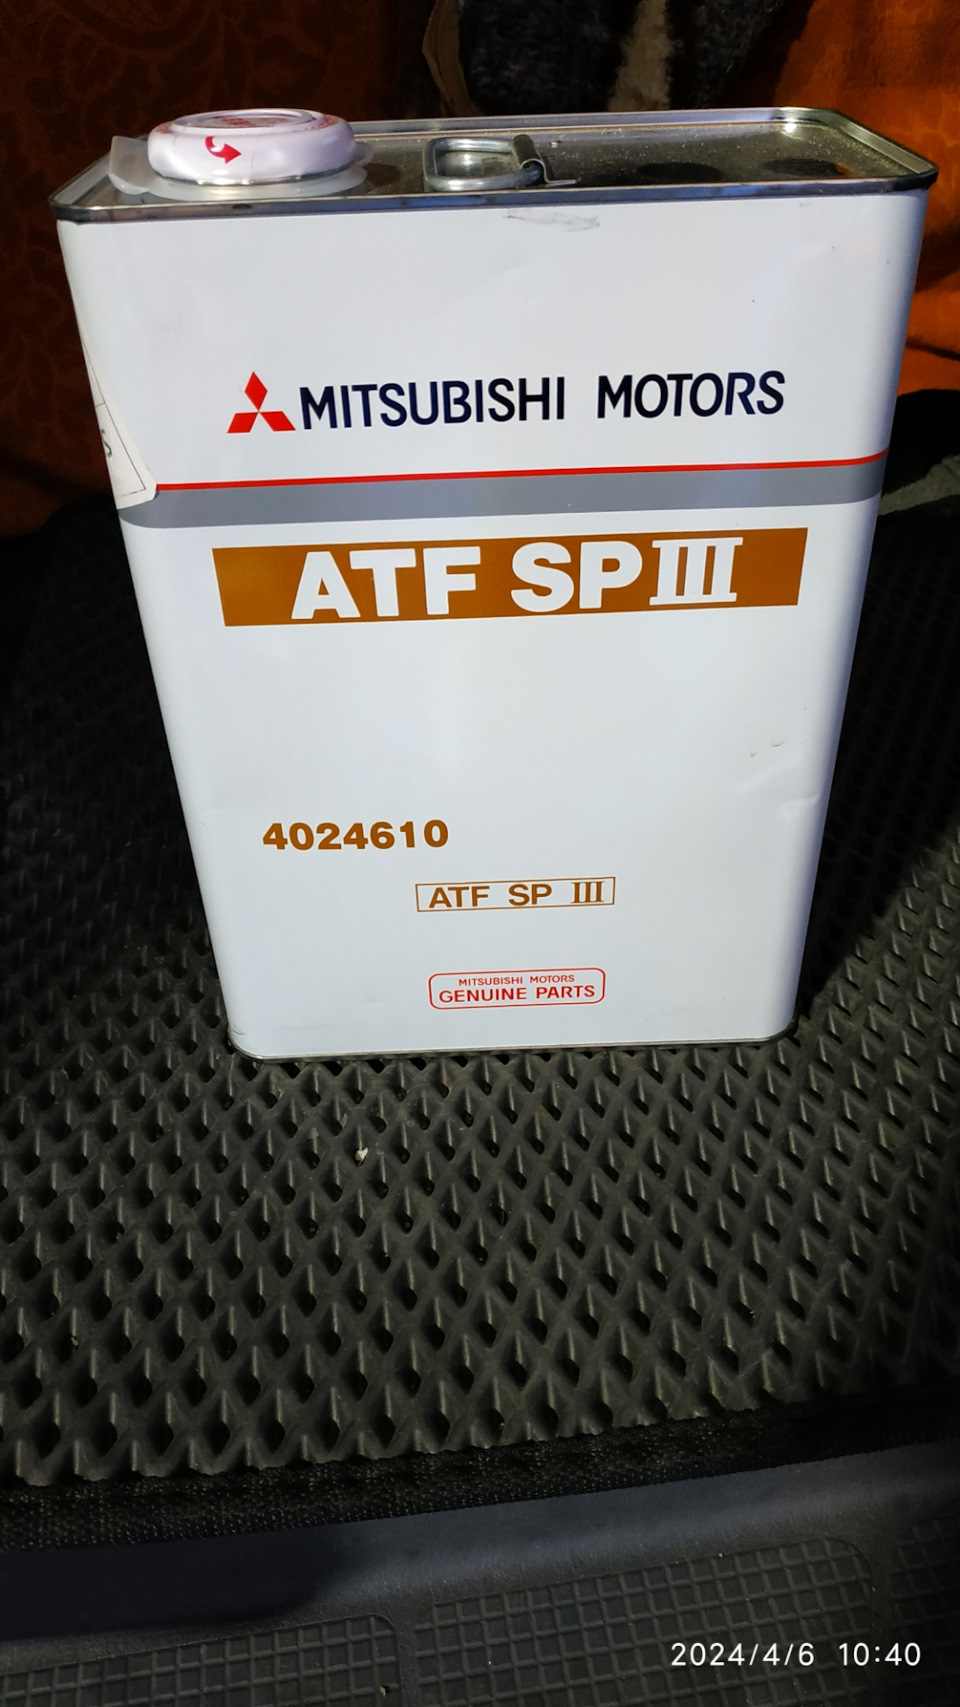 MITSUBISHI MOTORS
ATF SP III
4024610
ATF SP III
MITSUBISHI MOTORS
GENUINE PARTS
2024/4/6 10:40